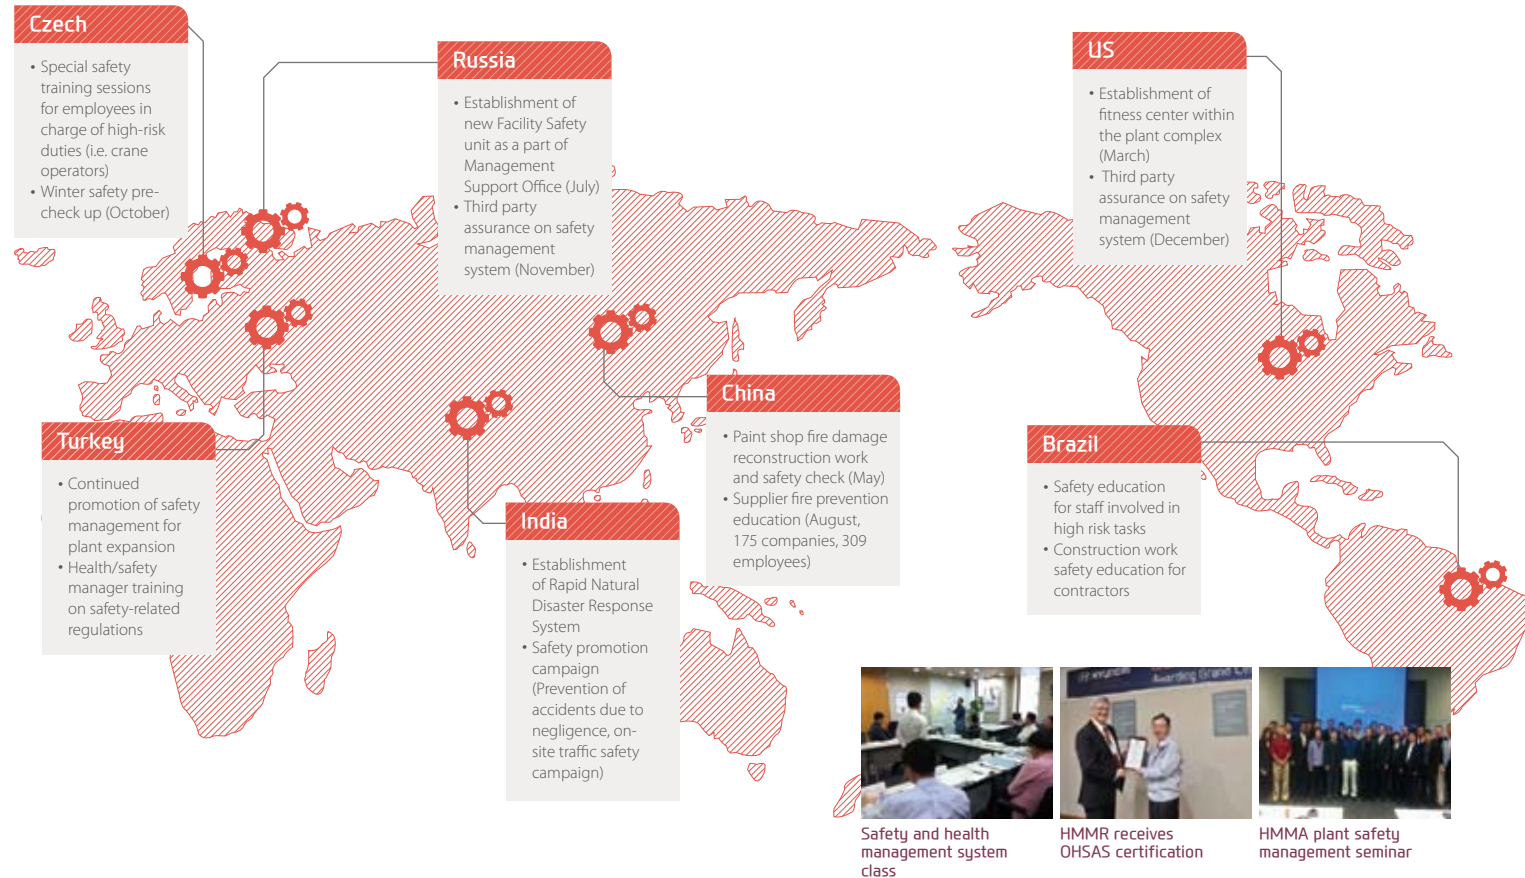 Czech
• Special safety
training sessions
for employees in
charge of high-risk
duties (i.e. crane
operators)
• Winter safety pre-
check up (October)
Russia
• Establishment of
new Facility Safety
unit as a part of
Management
Support Office (July)
• Third party
assurance on safety
management
system (November)
US
• Establishment of
fitness center within
the plant complex
(March)
• Third party
assurance on safety
management
system (December)
Turkey
• Continued
promotion of safety
management for
plant expansion
• Health/safety
manager training
on safety-related
regulations
India
• Establishment
of Rapid Natural
Disaster Response
System
• Safety promotion
campaign
(Prevention of
accidents due to
negligence, on-
site traffic safety
campaign)
China
• Paint shop fire damage
reconstruction work
and safety check (May)
• Supplier fire prevention
education (August,
175 companies, 309
employees)
Brazil
• Safety education
for staff involved in
high risk tasks
• Construction work
safety education for
contractors
Awarding Grand
Safety and health
management system
class
HMMR receives
OHSAS certification
HMMA plant safety
management seminar